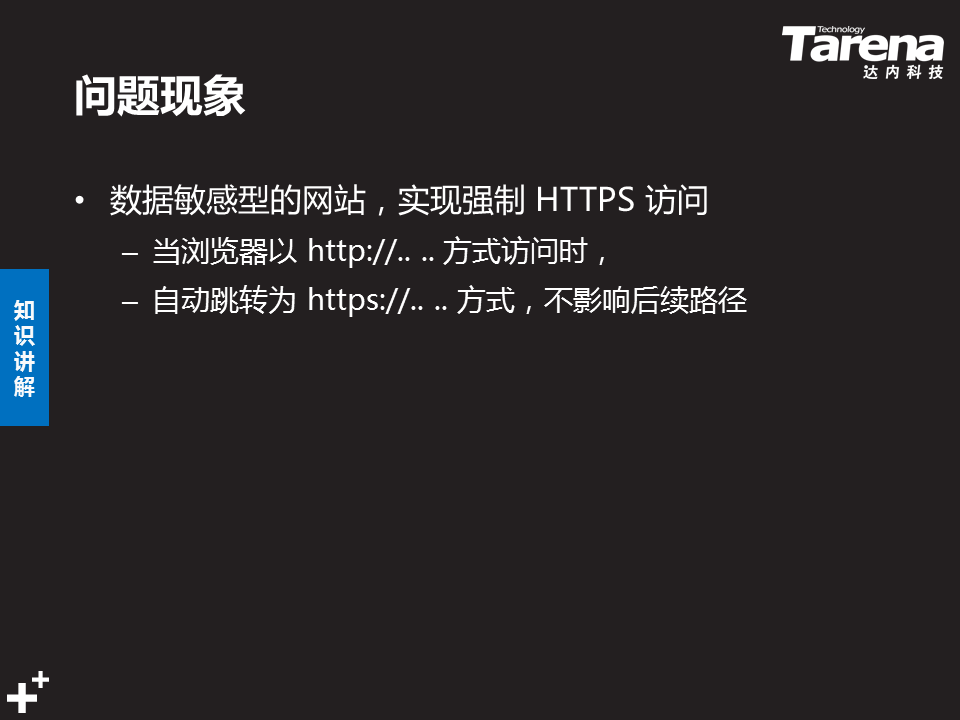 Technology
Tarena
达内科技
问题现象
• 数据敏感型的网站，实现强制 HTTPS 访问
– 当浏览器以 http://.. .. 方式访问时，
– 自动跳转为 https://.. .. 方式，不影响后续路径
知
识
讲
解